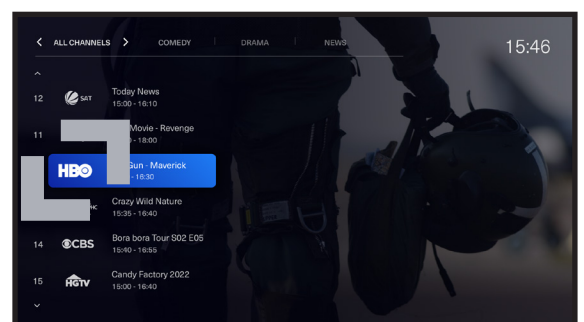 ALL CHANNELS
COMEDY
DRAMA
NEWS
15:46
12
SAT
Today News
15:00 - 16:10
11
Movie - Revenge
- 18:00
HBO
Gun - Maverick
- 16:30
Crazy Wild Nature
15:35 - 16:40
14
CBS
Bora bora Tour S02 E05
15:40 - 16:55
15
HGTV
Candy Factory 2022
15:00 - 16:40